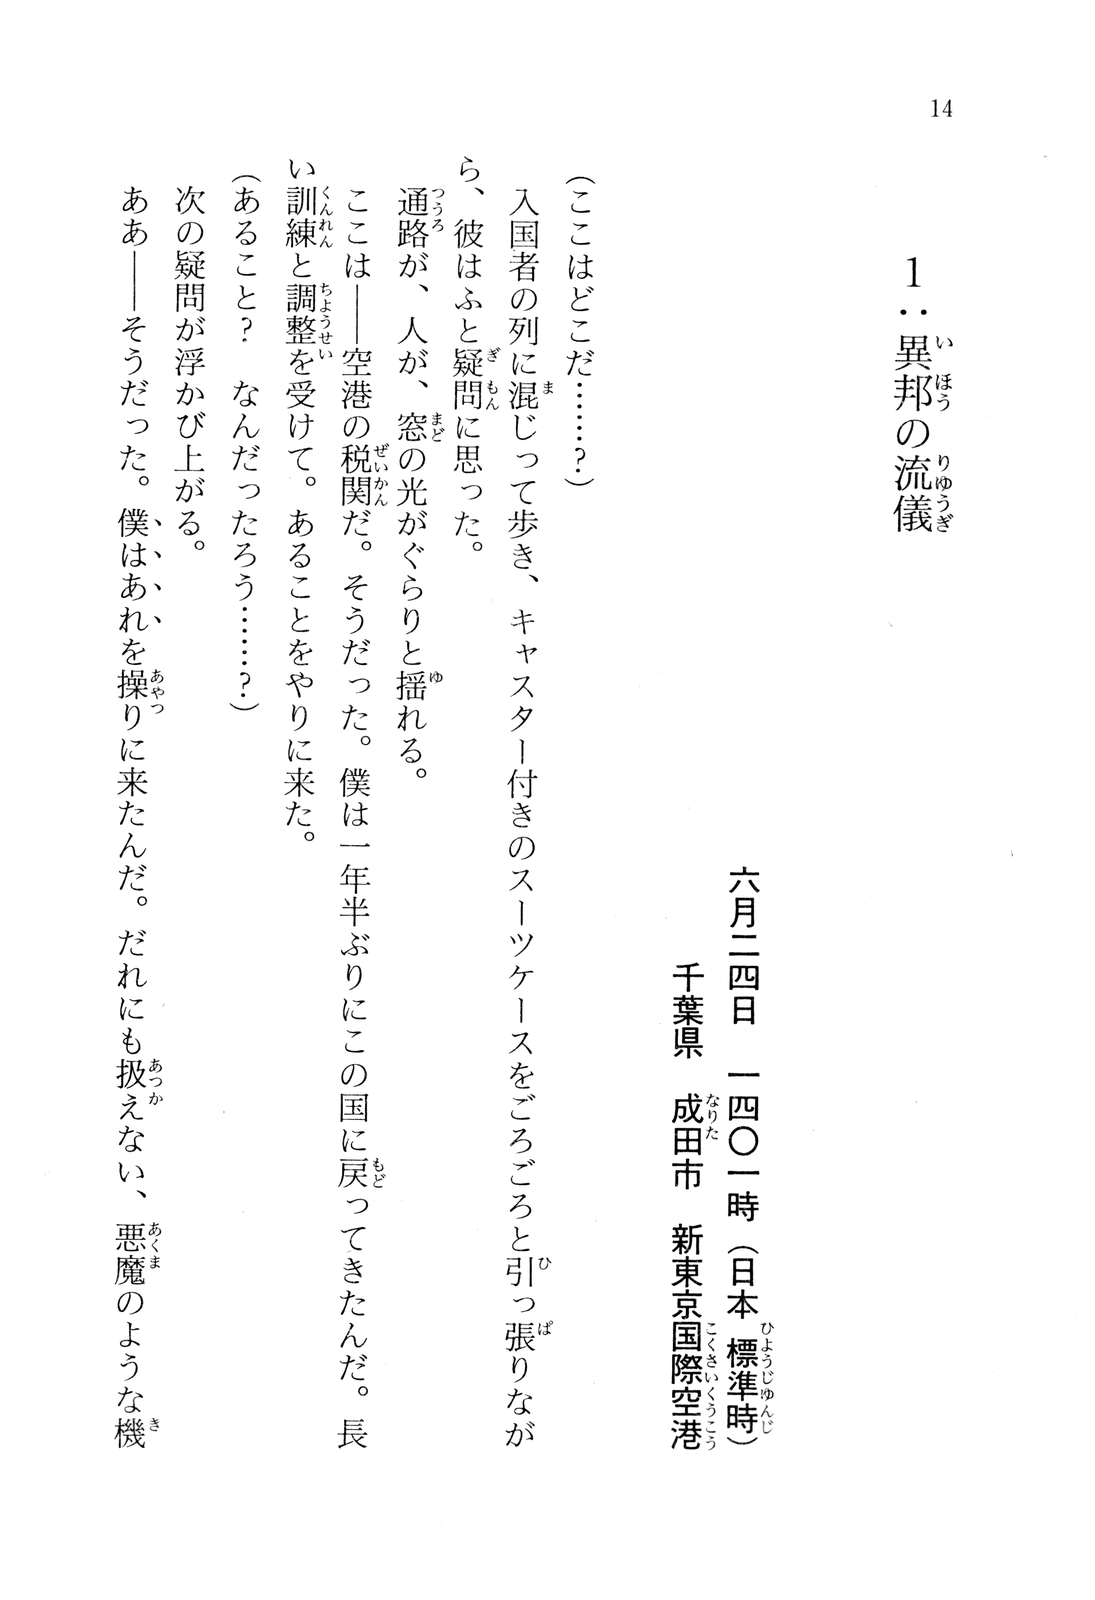 14
1:異邦の流儀
六月二四日　一四〇一時（日本標準時）
千葉県　成田市　新東京国際空港
（ここはどこだ……？）
入国者の列に混じって歩き、キャスター付きのスーツケースをごろごろと引っ張りなが
ら、彼はふと疑問に思った。
通路が、人が、窓の光がぐらりと揺れる。
ここは――空港の税関だ。そうだった。僕は一年半ぶりにこの国に戻ってきたんだ。長
い訓練と調整を受けて。あることをやりに来た。
（あること？　なんだったろう……？）
次の疑問が浮かび上がる。
ああ――そうだった。僕はあれを操りに来たんだ。だれにも扱えない、悪魔のような機